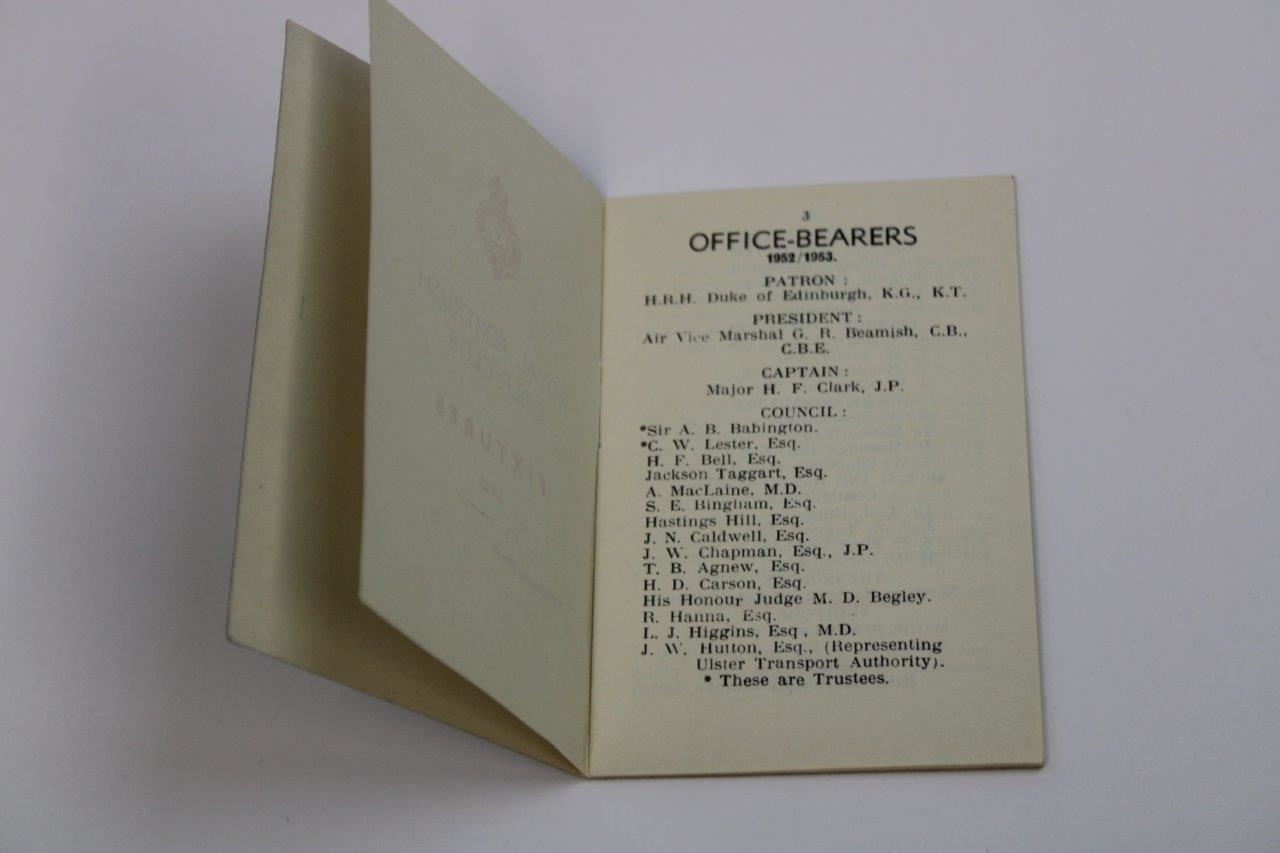 ROYAL PORTRUSH
GOLF CLUB
FIXTURES
3
OFFICE-BEARERS
1952/1953.
PATRON :
H.R.H. Duke of Edinburgh, K.G., K.T.
PRESIDENT :
Air Vice Marshal G. R. Beamish, C.B.,
C.B.E.
CAPTAIN :
Major H. F. Clark, J.P.
COUNCIL :
*Sir A. B. Babington.
*C. W. Lester, Esq.
H. F. Bell, Esq.
Jackson Taggart, Esq.
A. MacLaine, M.D.
S. E. Bingham, Esq.
Hastings Hill, Esq.
J. N. Caldwell, Esq.
J. W. Chapman, Esq., J.P.
T. B. Agnew, Esq.
H. D. Carson, Esq.
His Honour Judge M. D. Begley.
R. Hanna, Esq.
L. J. Higgins, Esq , M.D.
J. W. Hutton, Esq., (Representing
Ulster Transport Authority).
* These are Trustees.